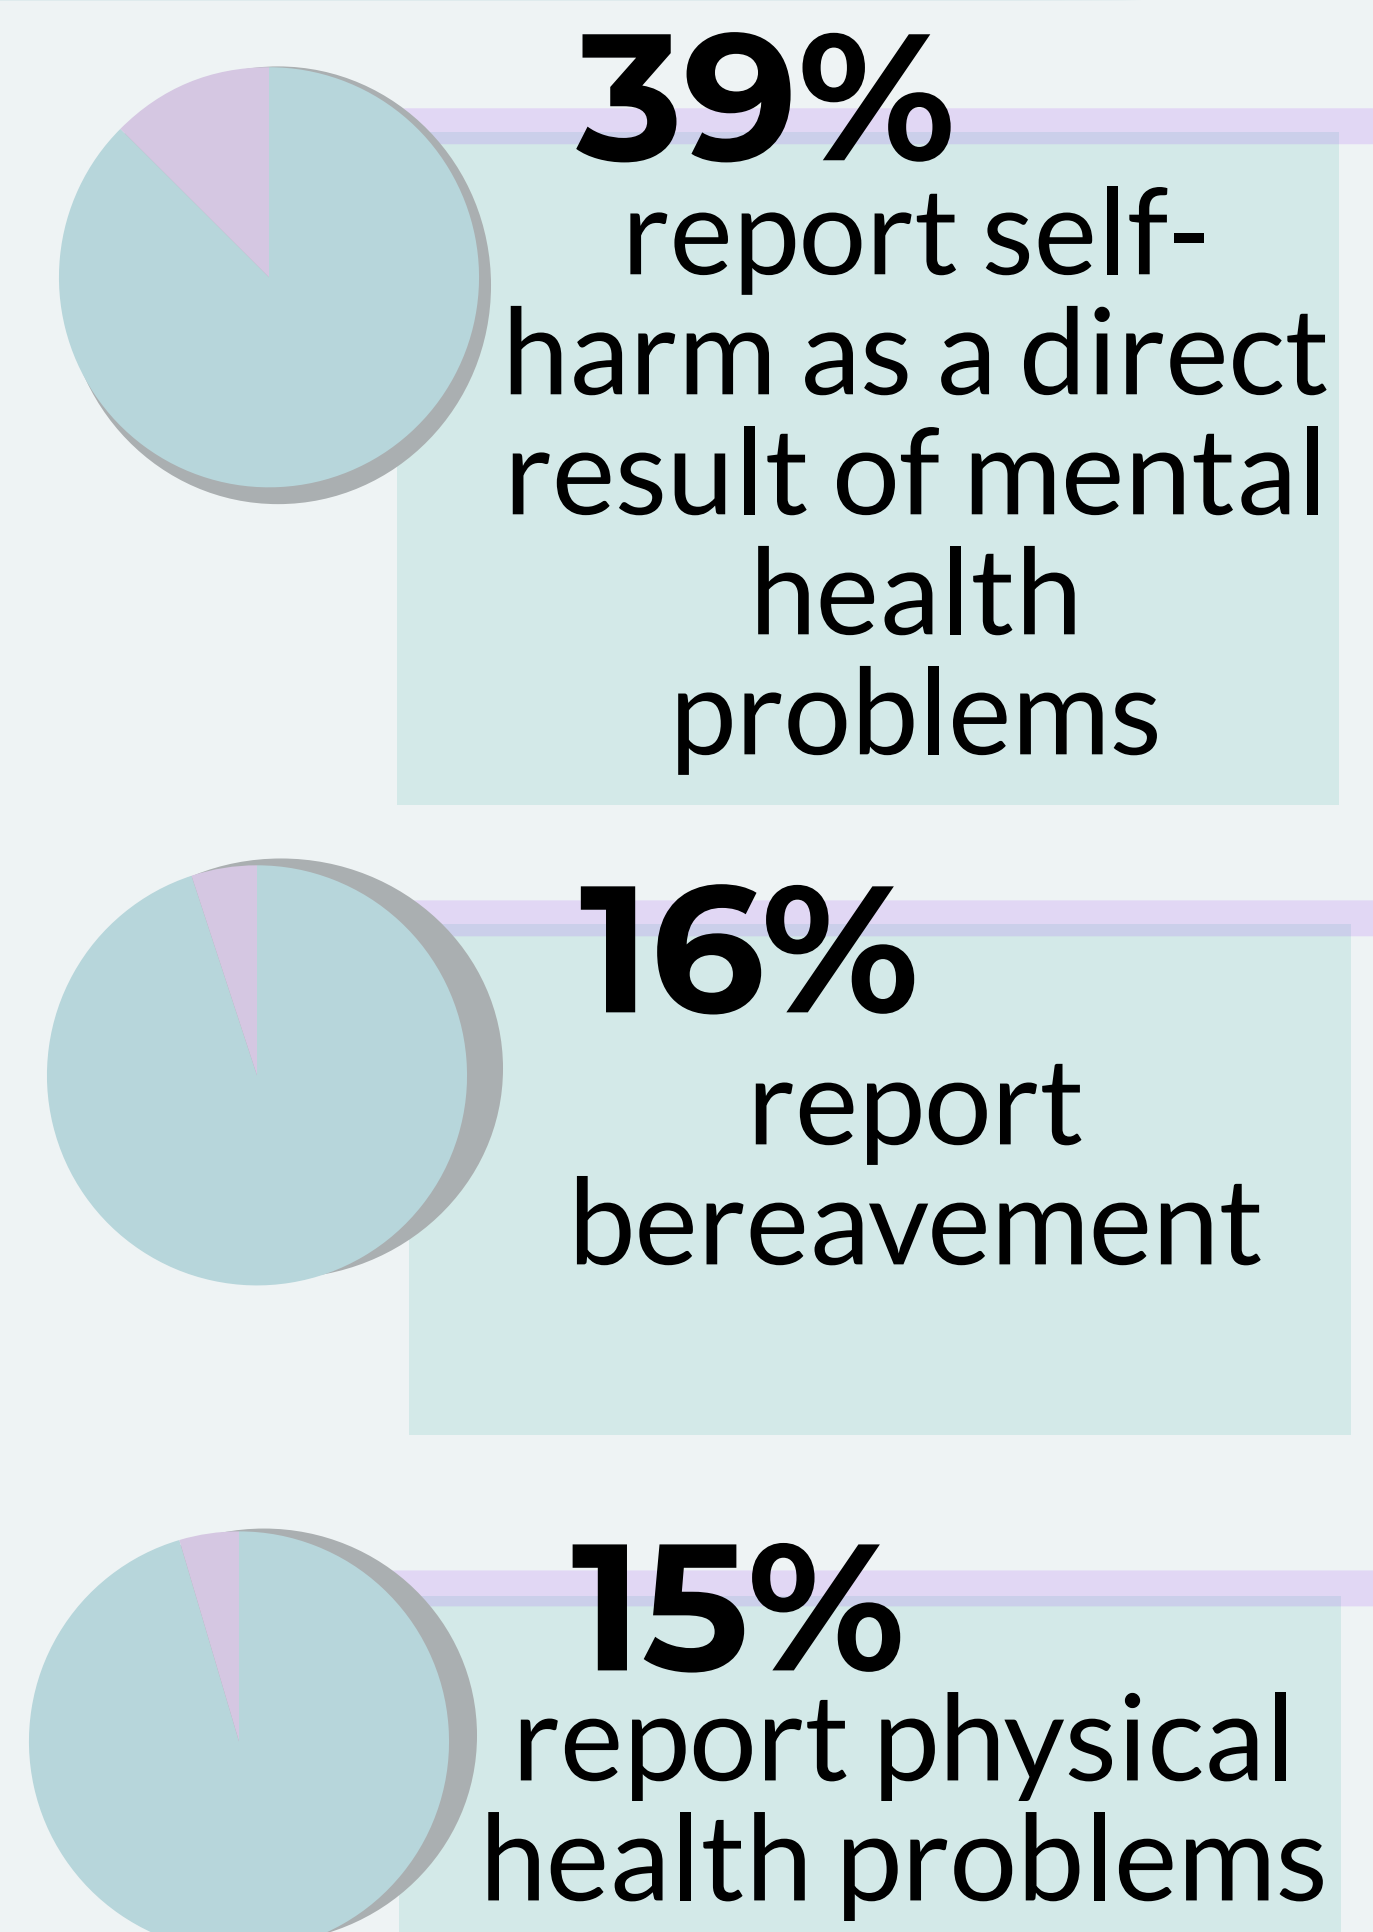 39%
report self-
harm as a direct
result of mental
health
problems
16%
report
bereavement
15%
report physical
health problems